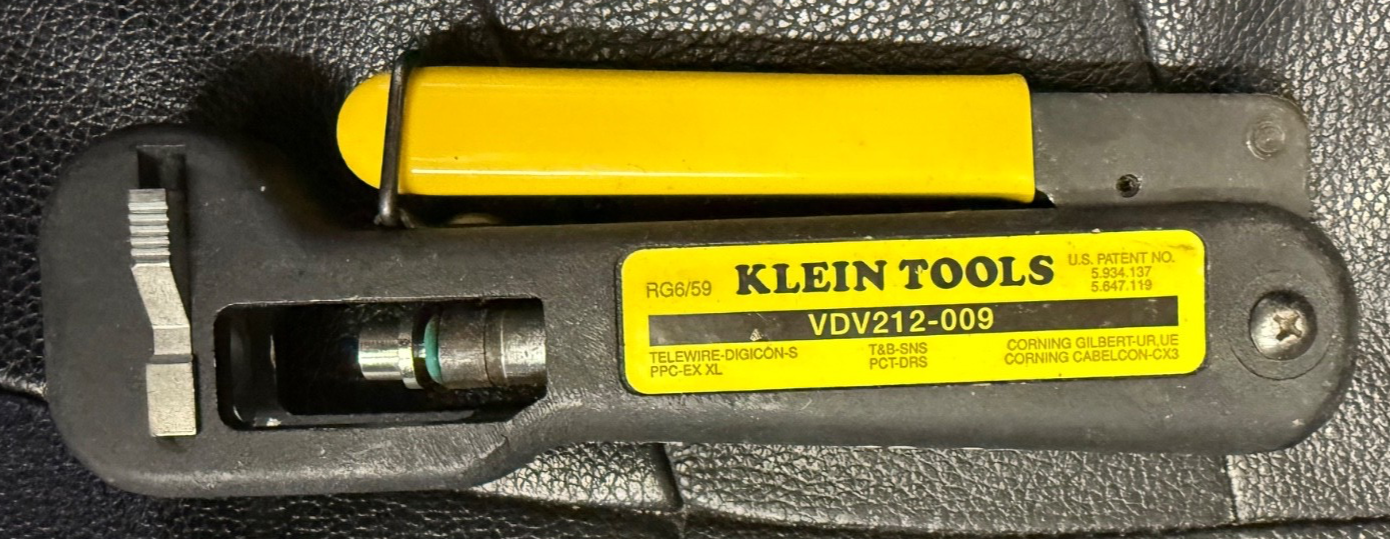 RG6/59
KLEIN TOOLS
U.S. PATENT NO.
5.934.137
5.647.119
VDV212-009
TELEWIRE-DIGICON-S
PPC-EX XL
T&B-SNS
PCT-DRS
CORNING GILBERT-UR,UE
CORNING CABELCON-CX3